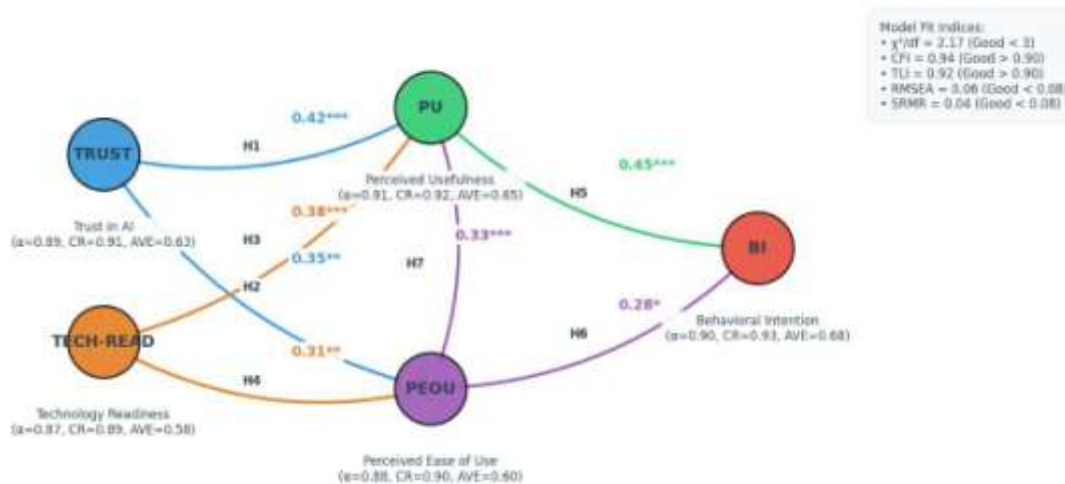 Model Fit Indices:
• χ²/df = 2.17 (Good < 3)
• CFI = 0.94 (Good > 0.90)
• TLI = 0.92 (Good > 0.90)
• RMSEA = 0.06 (Good < 0.08)
• SRMR = 0.04 (Good < 0.08)
PU
0.42***
H1
TRUST
Perceived Usefulness
(α=0.91, CR=0.92, AVE=0.65)
0.45***
H5
0.38***
Trust in AI
(α=0.89, CR=0.91, AVE=0.63)
H3
0.33***
0.35**
H7
BI
H2
0.28*
Behavioral Intention
(α=0.90, CR=0.93, AVE=0.68)
H6
TECH-READ
0.31**
H4
PEOU
Technology Readiness
(α=0.87, CR=0.89, AVE=0.58)
Perceived Ease of Use
(α=0.88, CR=0.90, AVE=0.60)